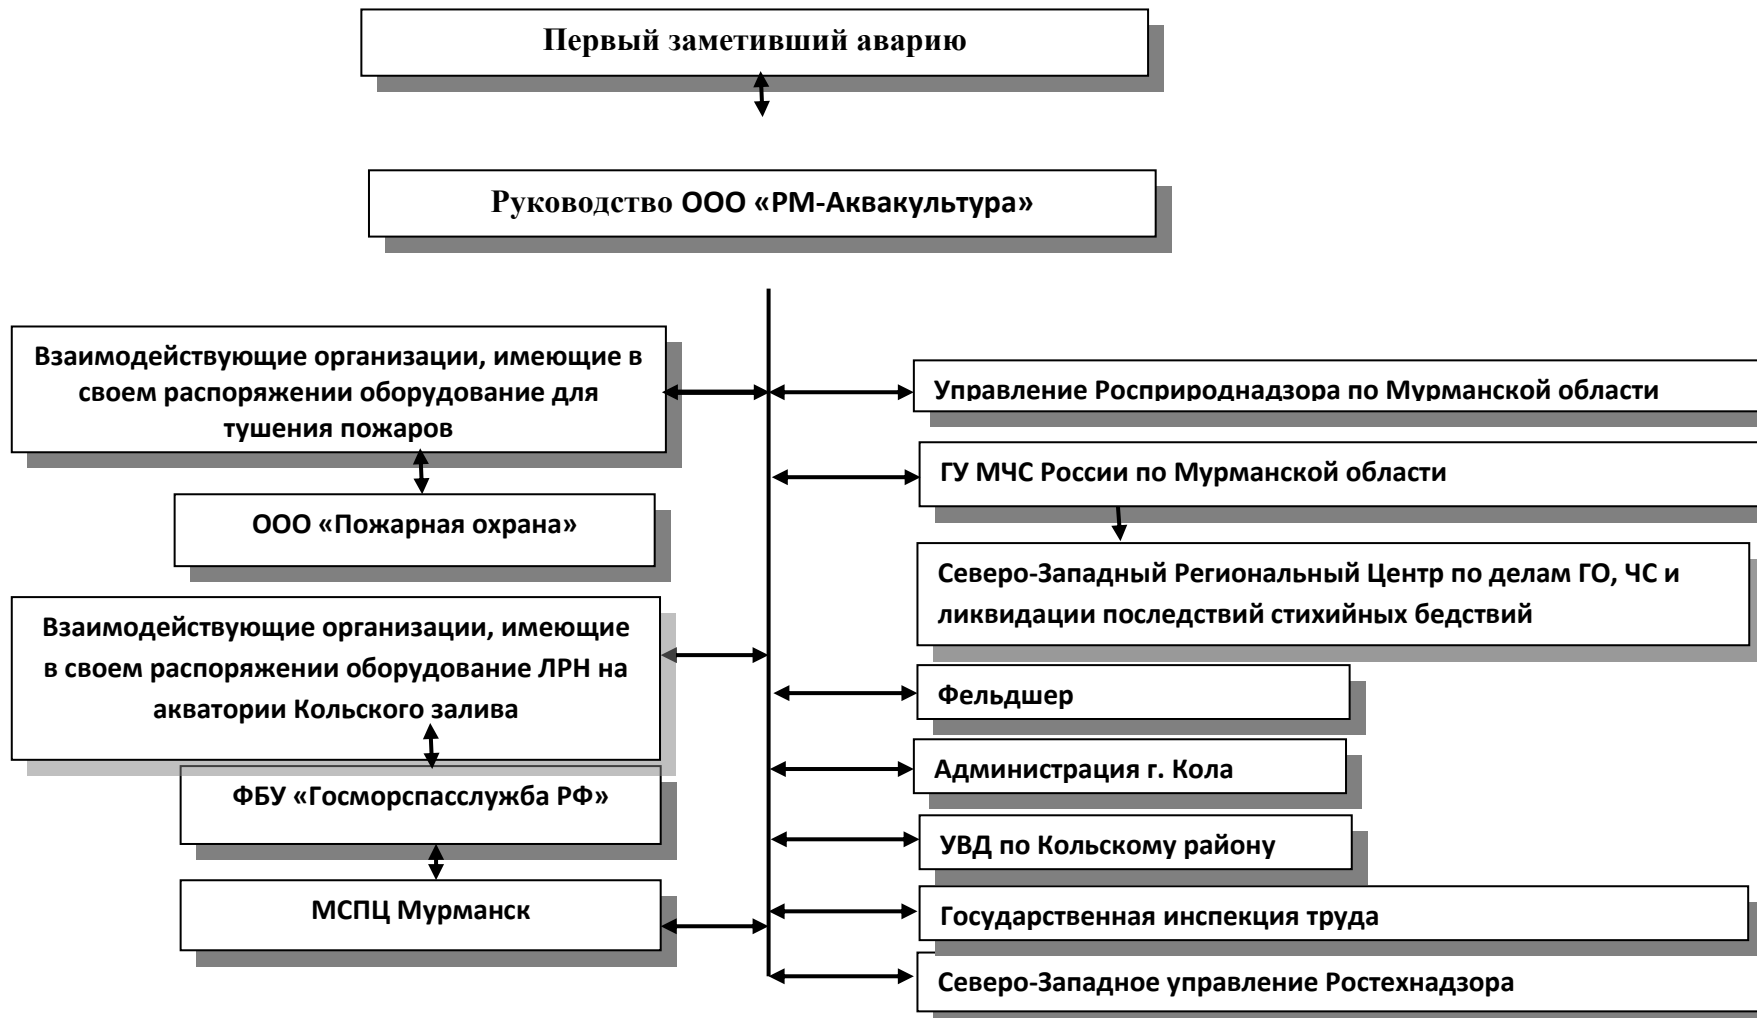 Первый заметивший аварию
Руководство ООО «РМ-Аквакультура»
Взаимодействующие организации, имеющие в
своем распоряжении оборудование для
тушения пожаров
ООО «Пожарная охрана»
Взаимодействующие организации, имеющие
в своем распоряжении оборудование ЛРН на
акватории Кольского залива
ФБУ «Госморспасслужба РФ»
МСПЦ Мурманск
Управление Росприроднадзора по Мурманской области
ГУ МЧС России по Мурманской области
Северо-Западный Региональный Центр по делам ГО, ЧС и
ликвидации последствий стихийных бедствий
Фельдшер
Администрация г. Кола
УВД по Кольскому району
Государственная инспекция труда
Северо-Западное управление Ростехнадзора